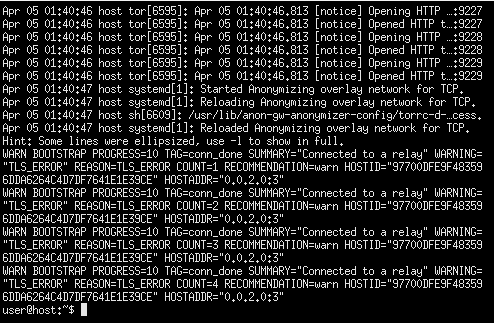 Apr 05 01:40:46 host tor[6595]: Apr 05 01:40:46.813 [notice] Opening HTTP …:9227
Apr 05 01:40:46 host tor[6595]: Apr 05 01:40:46.813 [notice] Opened HTTP t…:9227
Apr 05 01:40:46 host tor[6595]: Apr 05 01:40:46.813 [notice] Opening HTTP …:9228
Apr 05 01:40:46 host tor[6595]: Apr 05 01:40:46.813 [notice] Opened HTTP t…:9228
Apr 05 01:40:46 host tor[6595]: Apr 05 01:40:46.813 [notice] Opening HTTP …:9229
Apr 05 01:40:46 host tor[6595]: Apr 05 01:40:46.813 [notice] Opened HTTP t…:9229
Apr 05 01:40:47 host systemd[1]: Started Anonymizing overlay network for TCP.
Apr 05 01:40:47 host systemd[1]: Reloading Anonymizing overlay network for TCP.
Apr 05 01:40:47 host sh[6609]: /usr/lib/anon-gw-anonymizer-config/torrc-d-…cess.
Apr 05 01:40:47 host systemd[1]: Reloaded Anonymizing overlay network for TCP.
Hint: Some lines were ellipsized, use -l to show in full.
WARN BOOTSTRAP PROGRESS=10 TAG=conn_done SUMMARY="Connected to a relay" WARNING=
"TLS_ERROR" REASON=TLS_ERROR COUNT=1 RECOMMENDATION=warn HOSTID="97700DFE9F48359
6DDA6264C4D7DF7641E1E39CE" HOSTADDR="0.0.2.0:3"
WARN BOOTSTRAP PROGRESS=10 TAG=conn_done SUMMARY="Connected to a relay" WARNING=
"TLS_ERROR" REASON=TLS_ERROR COUNT=2 RECOMMENDATION=warn HOSTID="97700DFE9F48359
6DDA6264C4D7DF7641E1E39CE" HOSTADDR="0.0.2.0:3"
WARN BOOTSTRAP PROGRESS=10 TAG=conn_done SUMMARY="Connected to a relay" WARNING=
"TLS_ERROR" REASON=TLS_ERROR COUNT=3 RECOMMENDATION=warn HOSTID="97700DFE9F48359
6DDA6264C4D7DF7641E1E39CE" HOSTADDR="0.0.2.0:3"
WARN BOOTSTRAP PROGRESS=10 TAG=conn_done SUMMARY="Connected to a relay" WARNING=
"TLS_ERROR" REASON=TLS_ERROR COUNT=4 RECOMMENDATION=warn HOSTID="97700DFE9F48359
6DDA6264C4D7DF7641E1E39CE" HOSTADDR="0.0.2.0:3"
user@host:~$